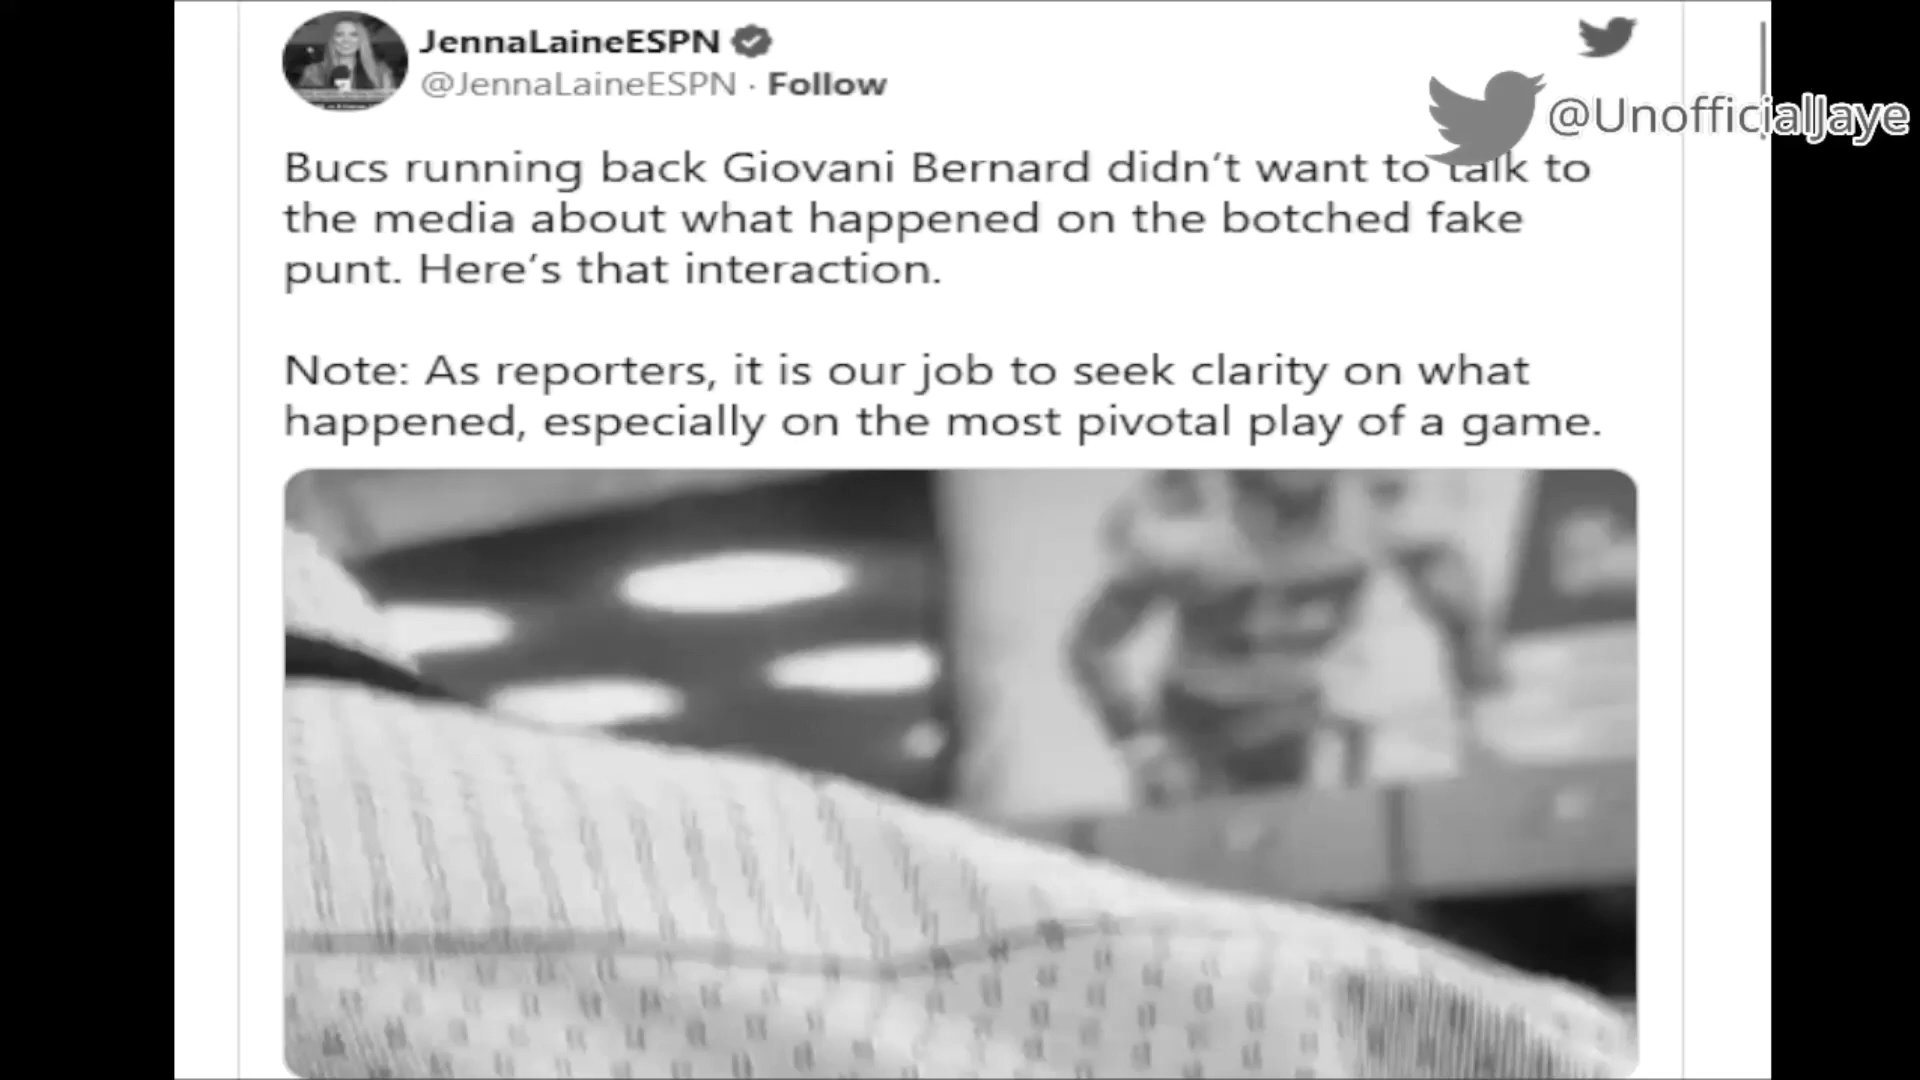 JennaLaineESPN
@JennaLaineESPN · Follow
@UnofficialJaye
Bucs running back Giovani Bernard didn’t want to talk to
the media about what happened on the botched fake
punt. Here’s that interaction.
Note: As reporters, it is our job to seek clarity on what
happened, especially on the most pivotal play of a game.